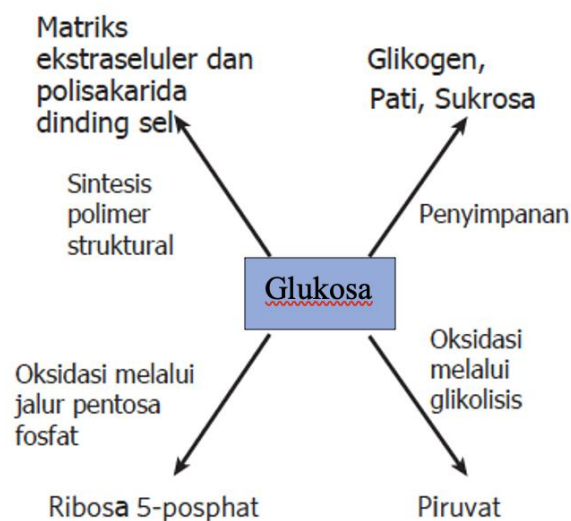 Matriks
ekstraseluler dan
polisakarida
dinding sel
Glikogen,
Pati, Sukrosa
Sintesis
polimer
struktural
Penyimpanan
Glukosa
Oksidasi melalui
jalur pentosa
fosfat
Oksidasi
melalui
glikolisis
Ribosa 5-posphat
Piruvat